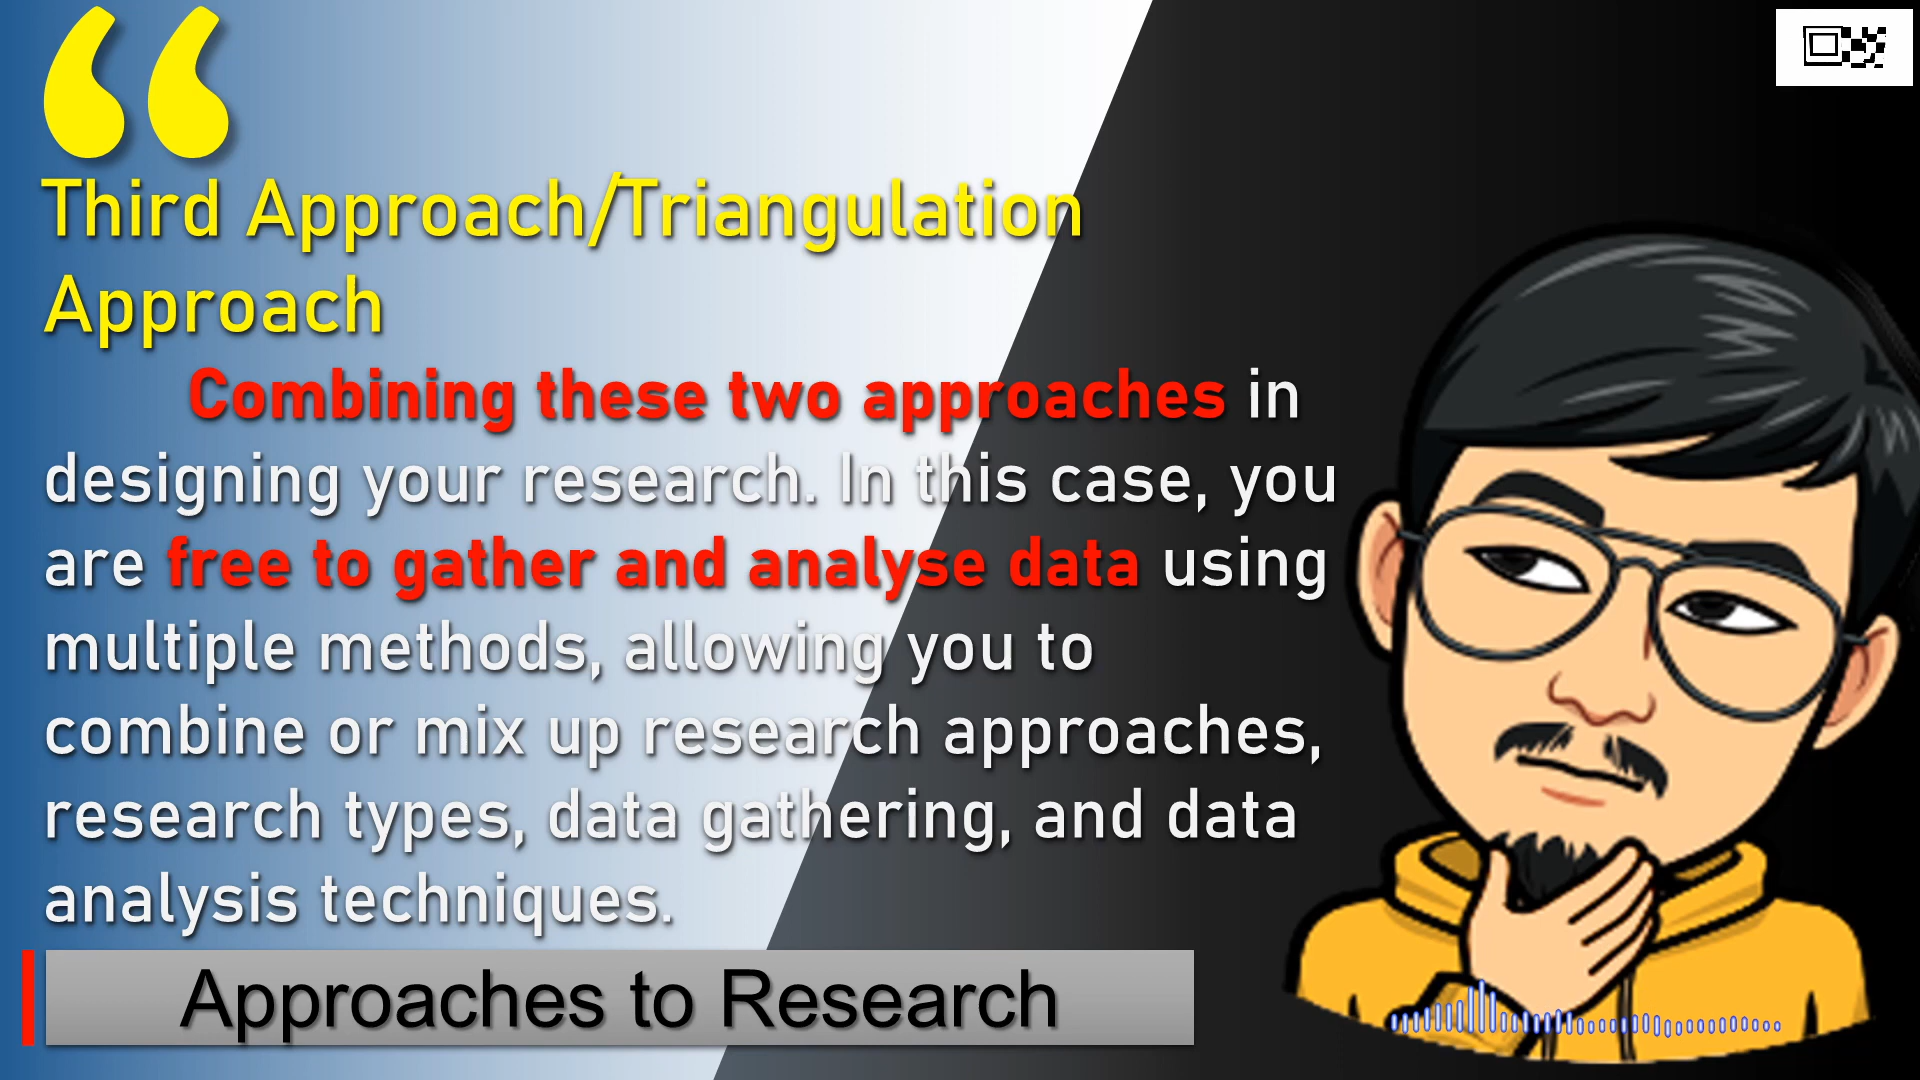 Third Approach/Triangulation
Approach
Combining these two approaches in
designing your research. In this case, you
are free to gather and analyse data using
multiple methods, allowing you to
combine or mix up research approaches,
research types, data gathering, and data
analysis techniques.
Approaches to Research